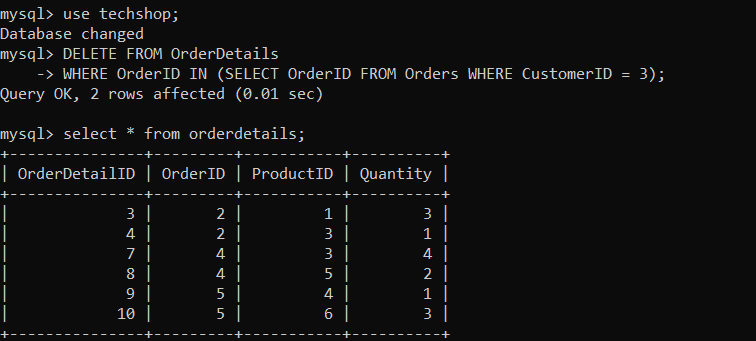 mysql> use techshop;
Database changed
mysql> DELETE FROM OrderDetails
    -> WHERE OrderID IN (SELECT OrderID FROM Orders WHERE CustomerID = 3);
Query OK, 2 rows affected (0.01 sec)

mysql> select * from orderdetails;
+---------------+---------+-----------+----------+
| OrderDetailID | OrderID | ProductID | Quantity |
+---------------+---------+-----------+----------+
|             3 |       2 |         1 |        3 |
|             4 |       2 |         3 |        1 |
|             7 |       4 |         3 |        4 |
|             8 |       4 |         5 |        2 |
|             9 |       5 |         4 |        1 |
|            10 |       5 |         6 |        3 |
+---------------+---------+-----------+----------+